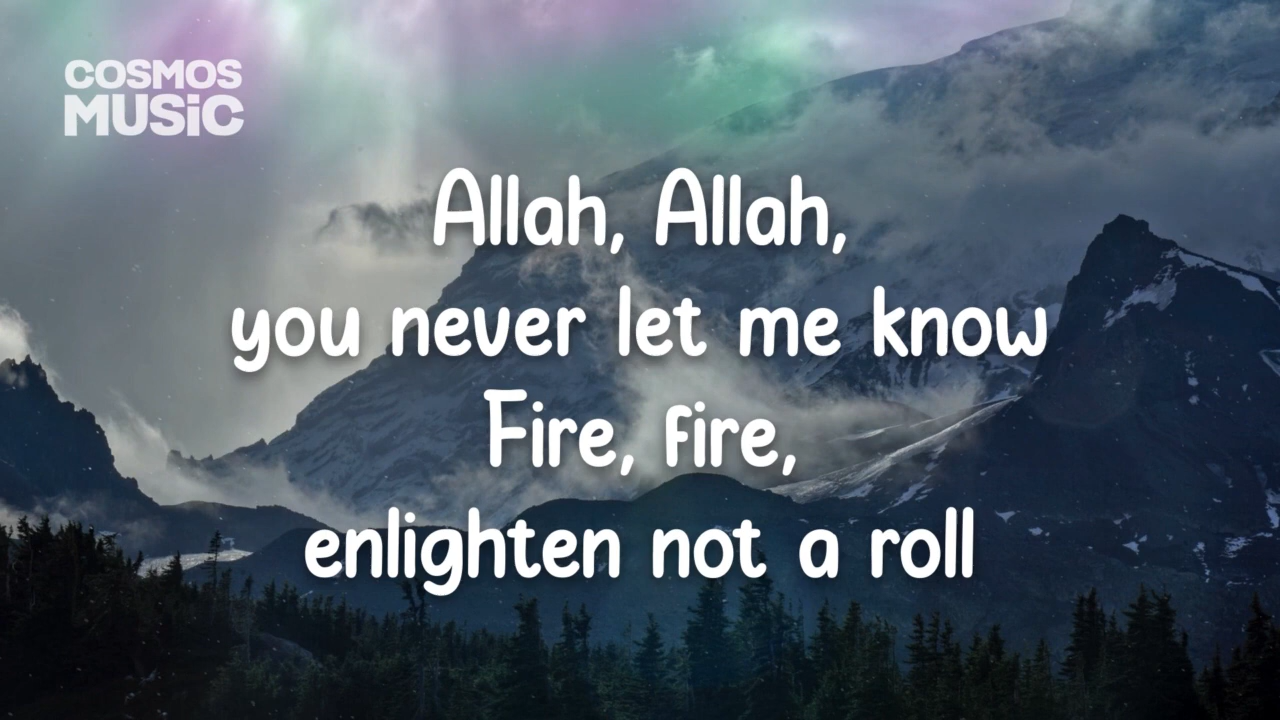 COSMOS
MUSiC
Allah, Allah,
you never let me know
Fire, fire,
enlighten not a roll